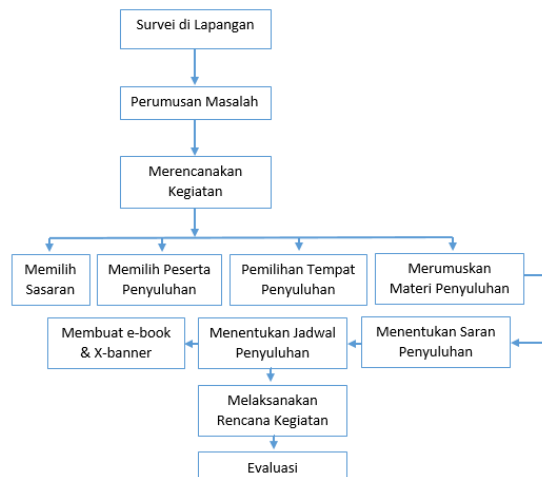 Survei di Lapangan
Perumusan Masalah
Merencanakan
Kegiatan
Memilih
Sasaran
Memilih Peserta
Penyuluhan
Pemilihan Tempat
Penyuluhan
Merumuskan
Materi Penyuluhan
Membuat e-book
& X-banner
Menentukan Jadwal
Penyuluhan
Menentukan Saran
Penyuluhan
Melaksanakan
Rencana Kegiatan
Evaluasi